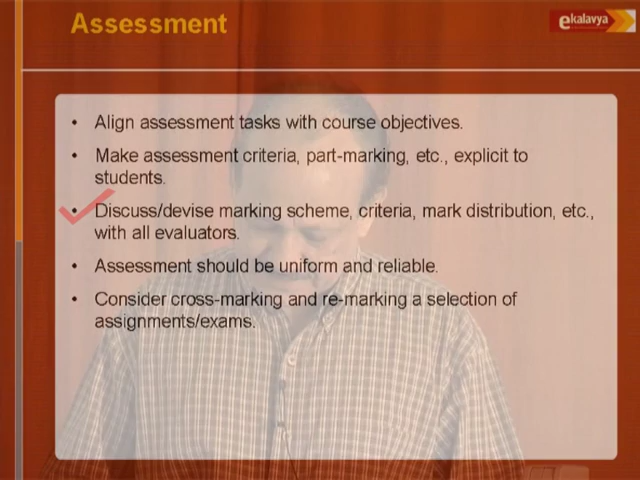 Assessment
ekalavya
• Align assessment tasks with course objectives.
• Make assessment criteria, part-marking, etc., explicit to
students.
• Discuss/devise marking scheme, criteria, mark distribution, etc.,
with all evaluators.
• Assessment should be uniform and reliable.
• Consider cross-marking and re-marking a selection of
assignments/exams.